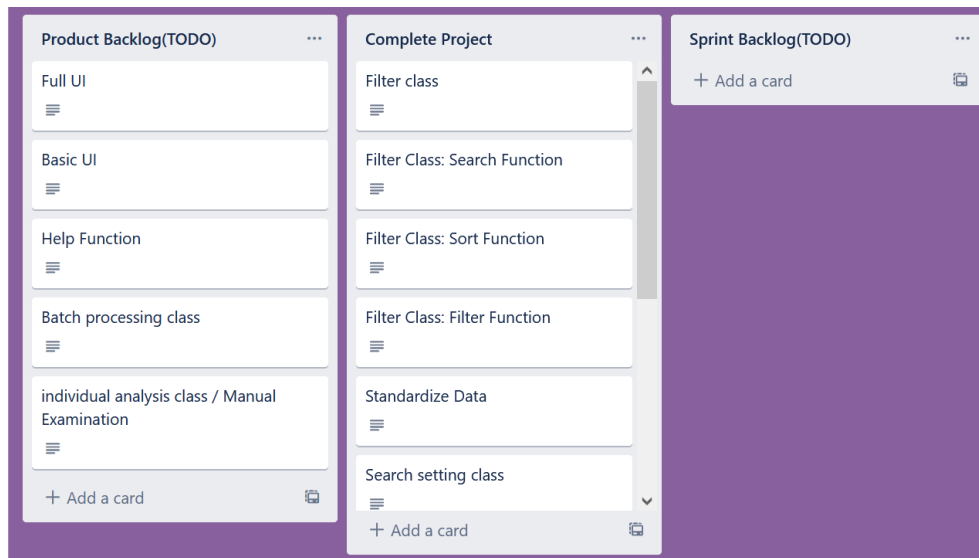 Product Backlog(TODO)
Full UI
Basic UI
Help Function
Batch processing class
individual analysis class / Manual
Examination
+ Add a card
Complete Project
Filter class
Filter Class: Search Function
Filter Class: Sort Function
Filter Class: Filter Function
Standardize Data
Search setting class
+ Add a card
Sprint Backlog(TODO)
+ Add a card